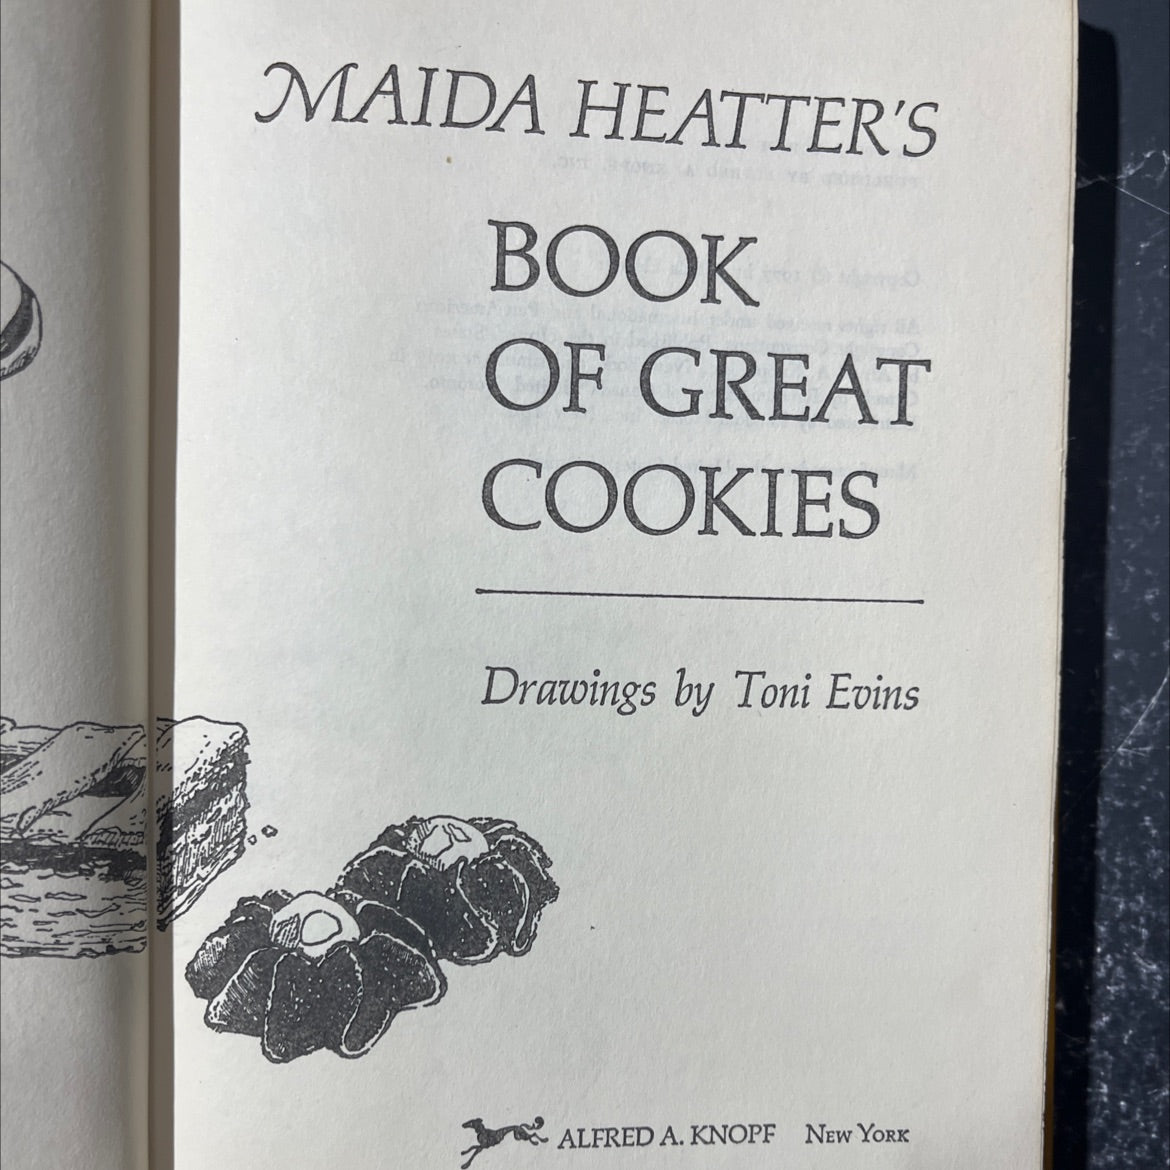 MAIDA HEATTER'S
BOOK
OF GREAT
COOKIES
Drawings by Toni Evins
ALFRED A. KNOPF NEW YORK